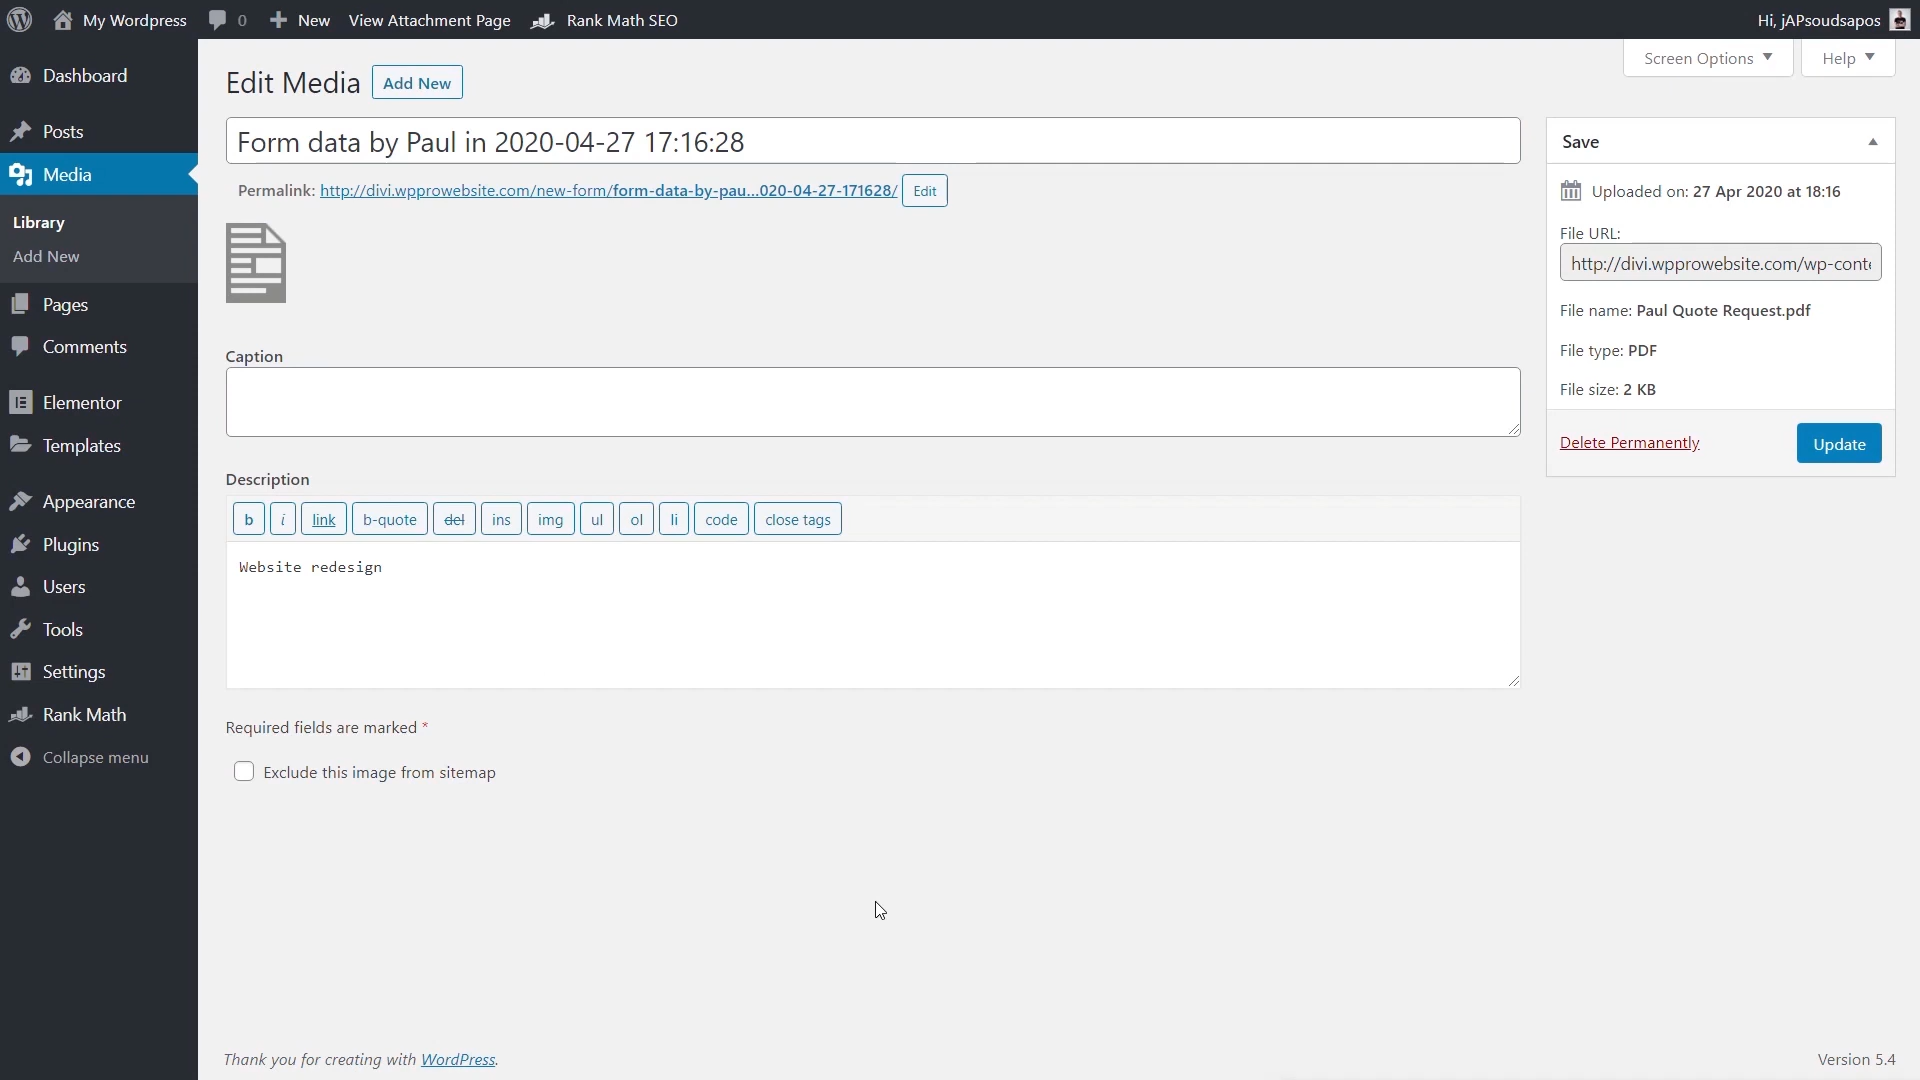 My Wordpress 0 New View Attachment Page Rank Math SEO Hi, jAPsoudsapos
Screen Options Help
Dashboard
Posts
Media
Library
Add New
Pages
Comments
Elementor
Templates
Appearance
Plugins
Users
Tools
Settings
Rank Math
Collapse menu
Edit Media Add New
Form data by Paul in 2020-04-27 17:16:28
Permalink: http://divi.wpprowebsite.com/new-form/form-data-by-pau...020-04-27-171628/ Edit
Caption
Description
b i link b-quote del ins img ul ol li code close tags
Website redesign
Required fields are marked *
Exclude this image from sitemap
Save
Uploaded on: 27 Apr 2020 at 18:16
File URL:
http://divi.wpprowebsite.com/wp-conte
File name: Paul Quote Request.pdf
File type: PDF
File size: 2 KB
Delete Permanently Update
Thank you for creating with WordPress. Version 5.4